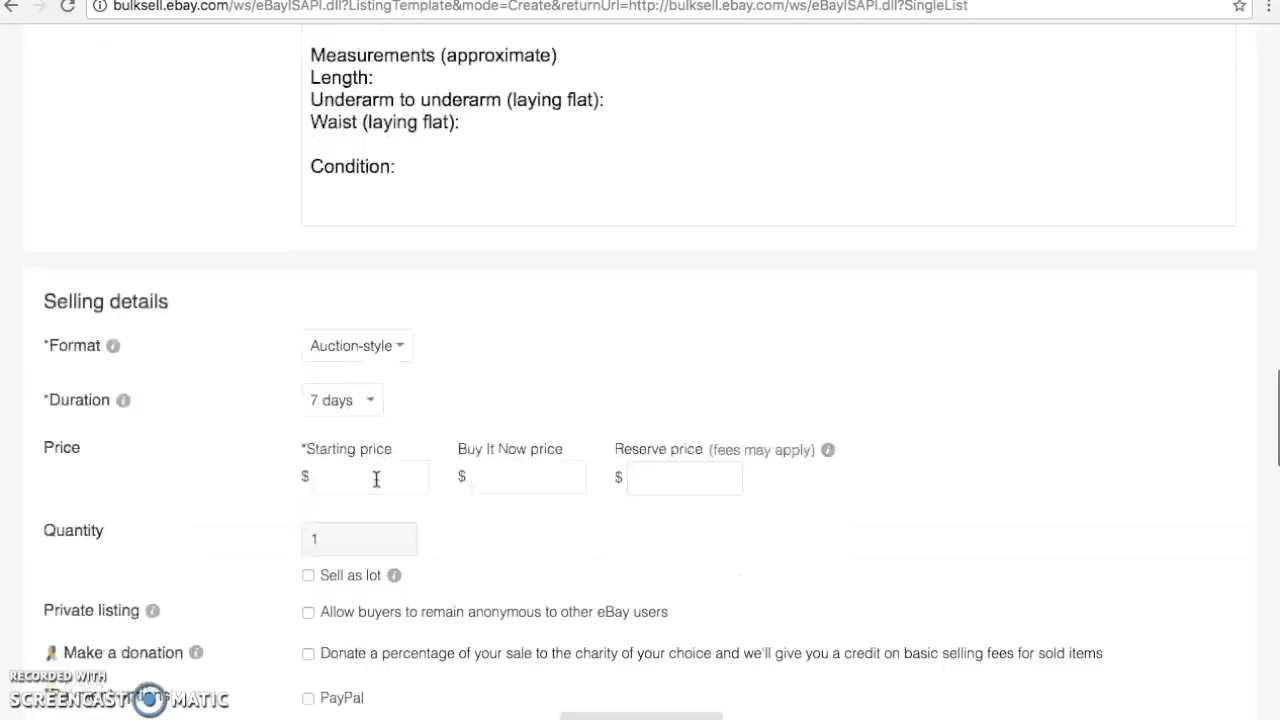 bulksell.ebay.com/ws/eBayISAPI.dll?ListingTemplate&mode=Create&returnUrl=http://bulksell.ebay.com/ws/eBayISAPI.dll?SingleList
Measurements (approximate)
Length:
Underarm to underarm (laying flat):
Waist (laying flat):
Condition:
Selling details
*Format Auction-style
*Duration 7 days
Price *Starting price Buy It Now price Reserve price (fees may apply)
$ $ $
Quantity 1
Sell as lot
Private listing Allow buyers to remain anonymous to other eBay users
Make a donation Donate a percentage of your sale to the charity of your choice and we'll give you a credit on basic selling fees for sold items
RECORDED WITH
SCREENCAST MATIC
PayPal